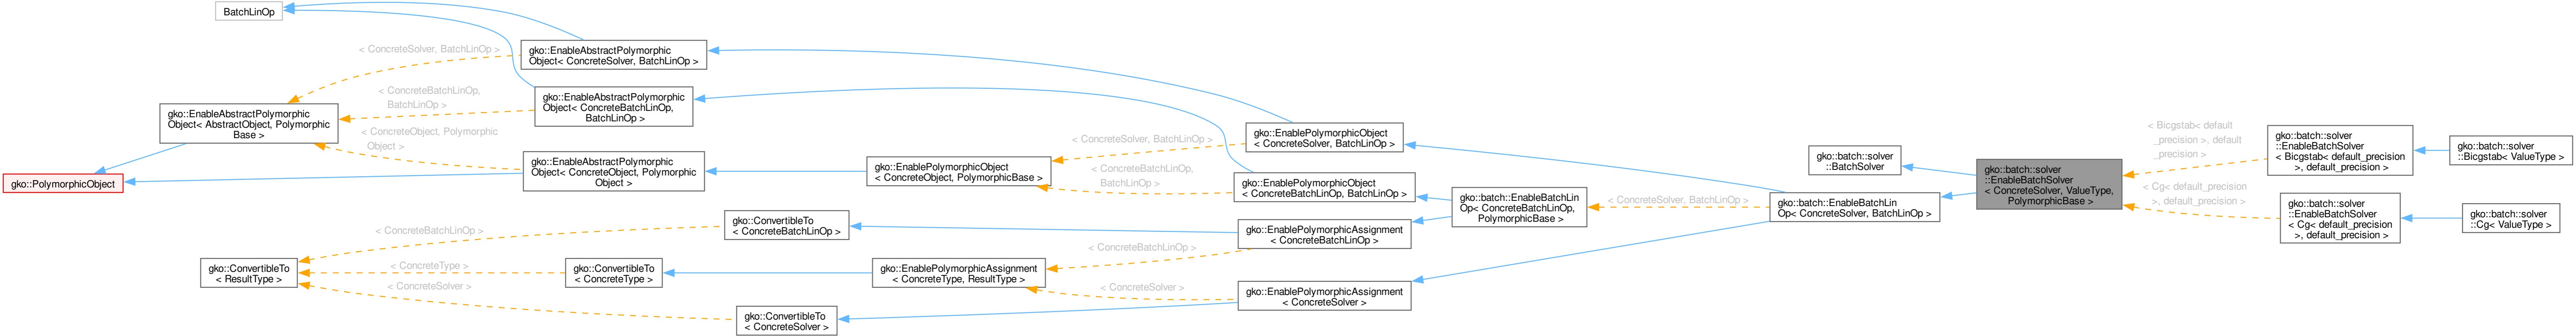 BatchLinOp
gko::EnableAbstractPolymorphic
Object< ConcreteSolver, BatchLinOp >
< ConcreteSolver, BatchLinOp >
gko::EnableAbstractPolymorphic
Object< ConcreteBatchLinOp,
BatchLinOp >
< ConcreteBatchLinOp,
BatchLinOp >
gko::EnableAbstractPolymorphic
Object< AbstractObject, Polymorphic
Base >
< ConcreteObject, Polymorphic
Object >
gko::EnableAbstractPolymorphic
Object< ConcreteObject, Polymorphic
Object >
gko::PolymorphicObject
gko::EnablePolymorphicObject
< ConcreteObject, PolymorphicBase >
< ConcreteSolver, BatchLinOp >
< ConcreteBatchLinOp,
BatchLinOp >
gko::EnablePolymorphicObject
< ConcreteSolver, BatchLinOp >
gko::EnablePolymorphicObject
< ConcreteBatchLinOp, BatchLinOp >
gko::batch::EnableBatchLin
Op< ConcreteBatchLinOp,
PolymorphicBase >
< ConcreteSolver, BatchLinOp >
gko::batch::EnableBatchLin
Op< ConcreteSolver, BatchLinOp >
gko::batch::solver
::BatchSolver
gko::batch::solver
::EnableBatchSolver
< ConcreteSolver, ValueType,
PolymorphicBase >
< Bicgstab< default
_precision >, default
_precision >
< Cg< default_precision
>, default_precision >
gko::batch::solver
::EnableBatchSolver
< Bicgstab< default_precision
>, default_precision >
gko::batch::solver
::Bicgstab< ValueType >
gko::batch::solver
::EnableBatchSolver
< Cg< default_precision
>, default_precision >
gko::batch::solver
::Cg< ValueType >
gko::ConvertibleTo
< ConcreteBatchLinOp >
< ConcreteBatchLinOp >
gko::EnablePolymorphicAssignment
< ConcreteBatchLinOp >
< ConcreteBatchLinOp >
gko::ConvertibleTo
< ResultType >
< ConcreteType >
gko::ConvertibleTo
< ConcreteType >
gko::EnablePolymorphicAssignment
< ConcreteType, ResultType >
< ConcreteSolver >
< ConcreteSolver >
gko::EnablePolymorphicAssignment
< ConcreteSolver >
gko::ConvertibleTo
< ConcreteSolver >